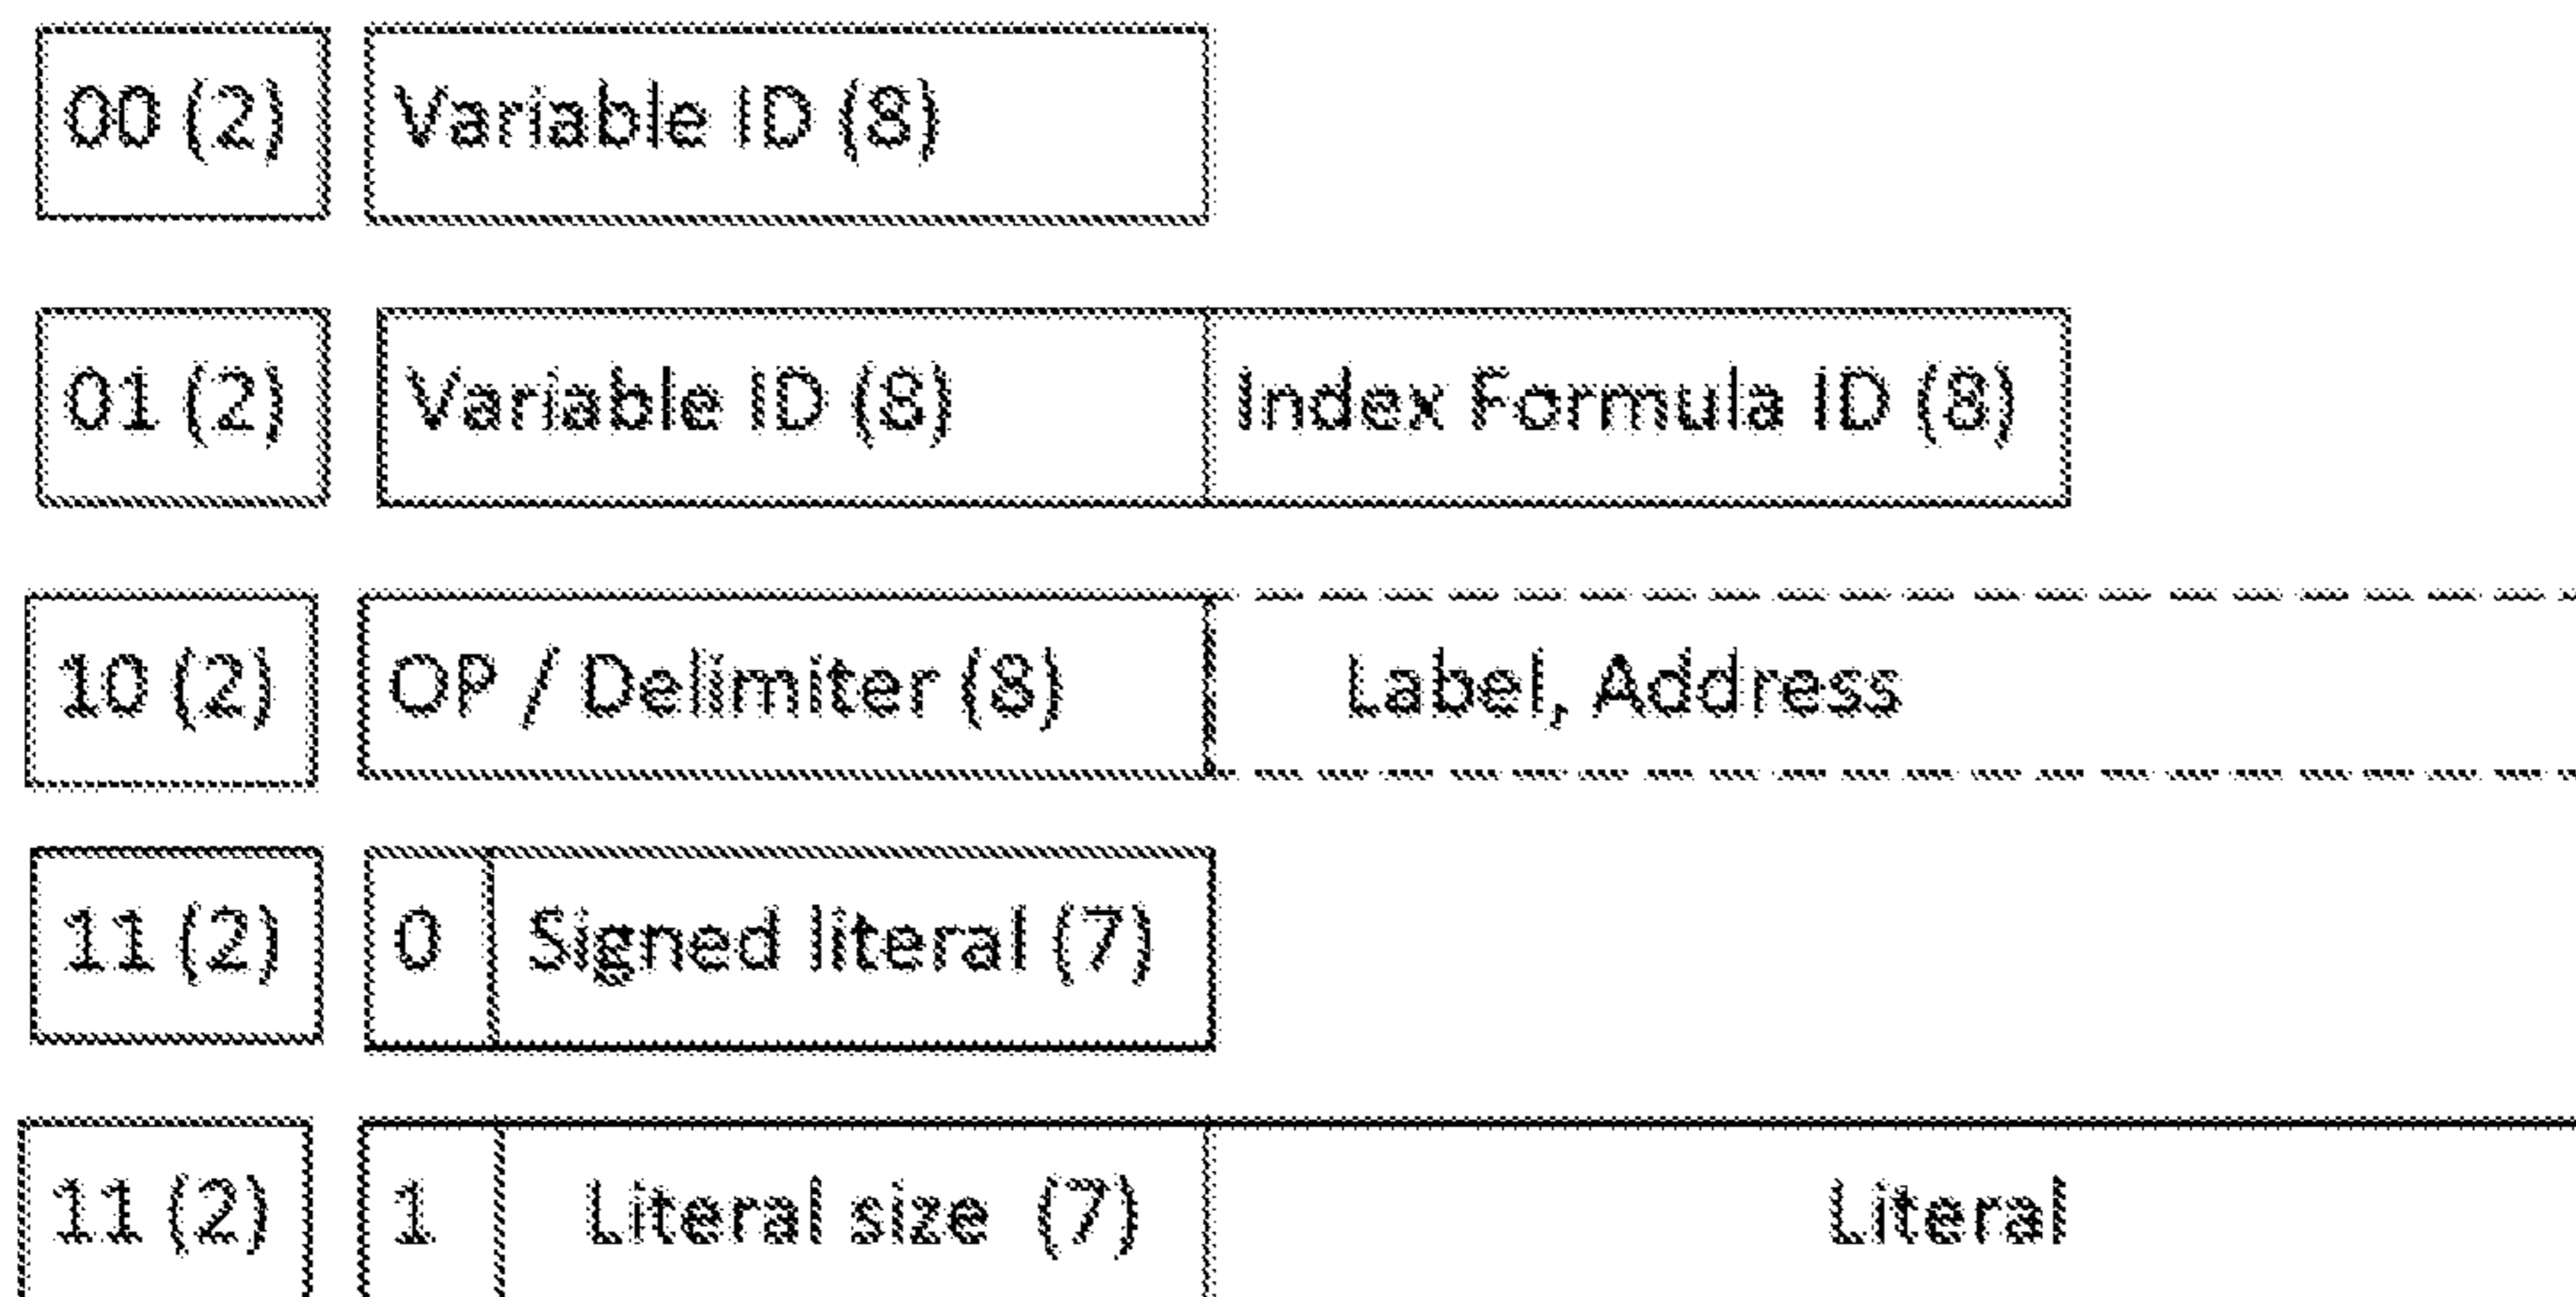 00 (2) Variable ID (8)
01 (2) Variable ID (8) Index Formula ID (8)
10 (2) OP / Delimiter (8) Label, Address
11 (2) 0 Signed literal (7)
11 (2) 1 Literal size (7) Literal